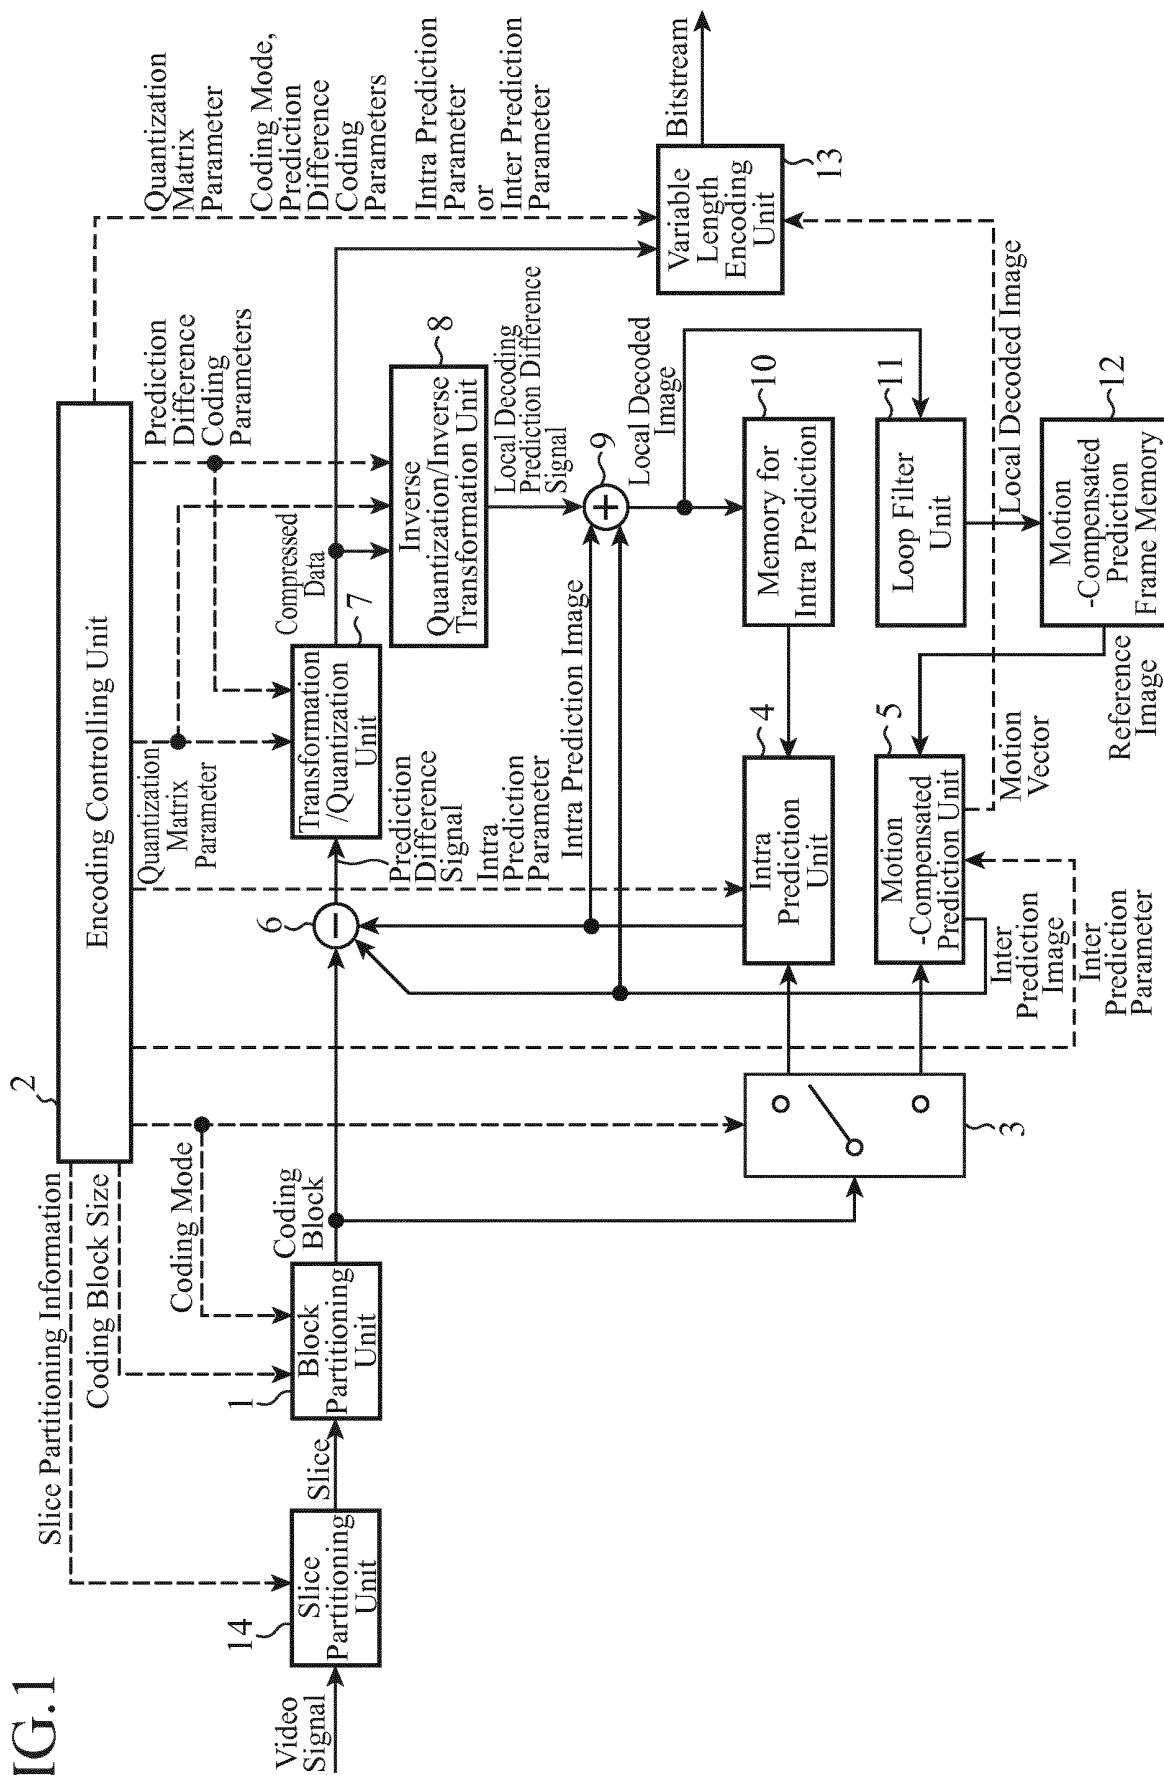 IG.1
Video
Signal
14
Slice
Partitioning
Unit
Slice
Slice Partitioning Information
Coding Block Size
Coding Mode
1
Block
Partitioning
Unit
Coding
Block
2
Encoding Controlling Unit
3
6
Quantization
Matrix
Parameter
Transformation
/Quantization
Unit
7
Prediction
Difference
Signal
Compressed
Data
Prediction
Difference
Coding
Parameters
Inverse
Quantization/Inverse
Transformation Unit
8
Local Decoding
Prediction Difference
Signal
9
Local Decoded
Image
Intra
Prediction
Parameter
Intra Prediction Image
Intra
Prediction
Unit
4
Memory for
Intra Prediction
10
Motion
-Compensated
Prediction Unit
5
Loop Filter
Unit
11
Inter
Prediction
Image
Inter
Prediction
Parameter
Motion
Vector
Reference
Image
Local Decoded Image
Motion
-Compensated
Prediction
Frame Memory
12
Quantization
Matrix
Parameter
Coding Mode,
Prediction
Difference
Coding
Parameters
Intra Prediction
Parameter
or
Inter Prediction
Parameter
Variable
Length
Encoding
Unit
13
Bitstream